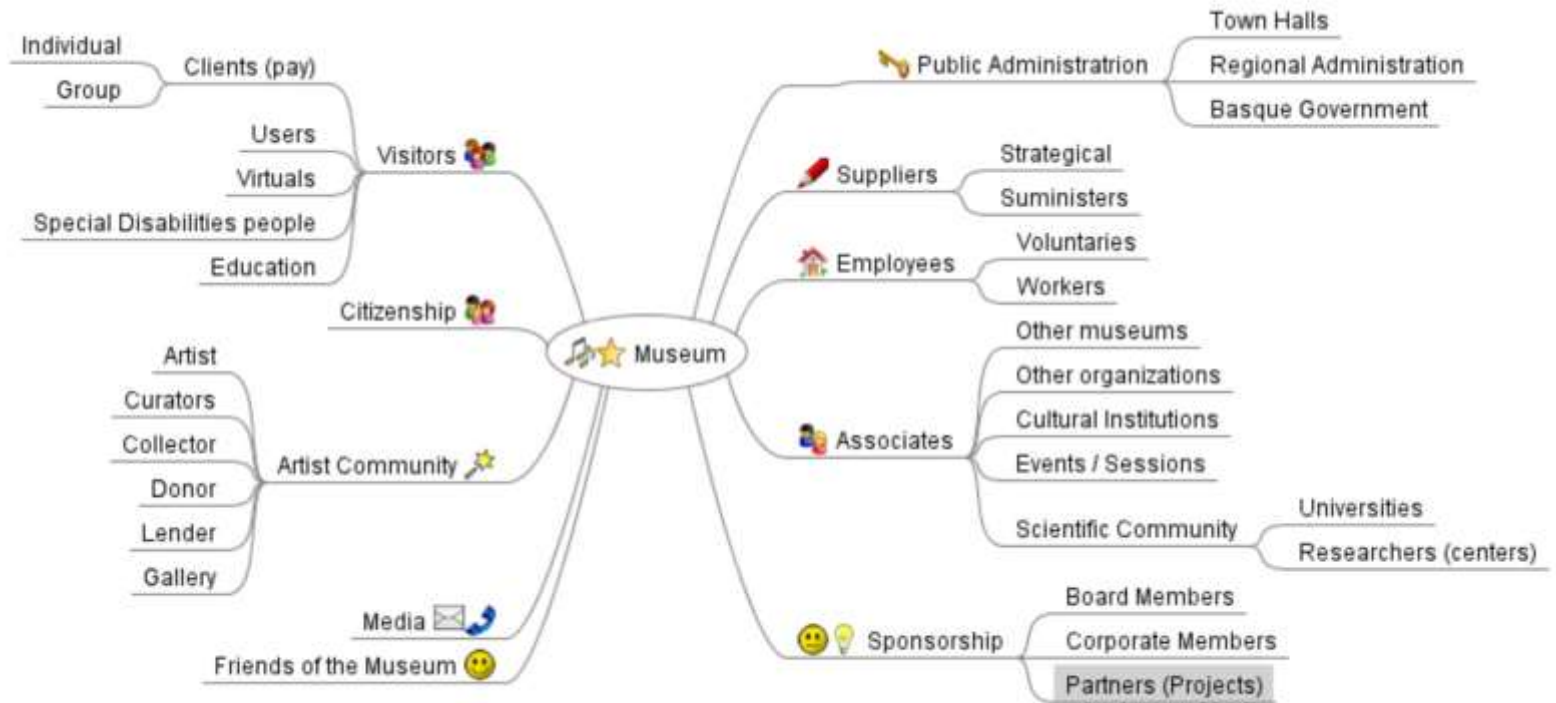 Museum
Visitors
Clients (pay)
Individual
Group
Users
Virtuals
Special Disabilities people
Education
Citizenship
Artist Community
Artist
Curators
Collector
Donor
Lender
Gallery
Media
Friends of the Museum
Public Administratrion
Town Halls
Regional Administration
Basque Government
Suppliers
Strategical
Suministers
Employees
Voluntaries
Workers
Associates
Other museums
Other organizations
Cultural Institutions
Events / Sessions
Scientific Community
Universities
Researchers (centers)
Sponsorship
Board Members
Corporate Members
Partners (Projects)